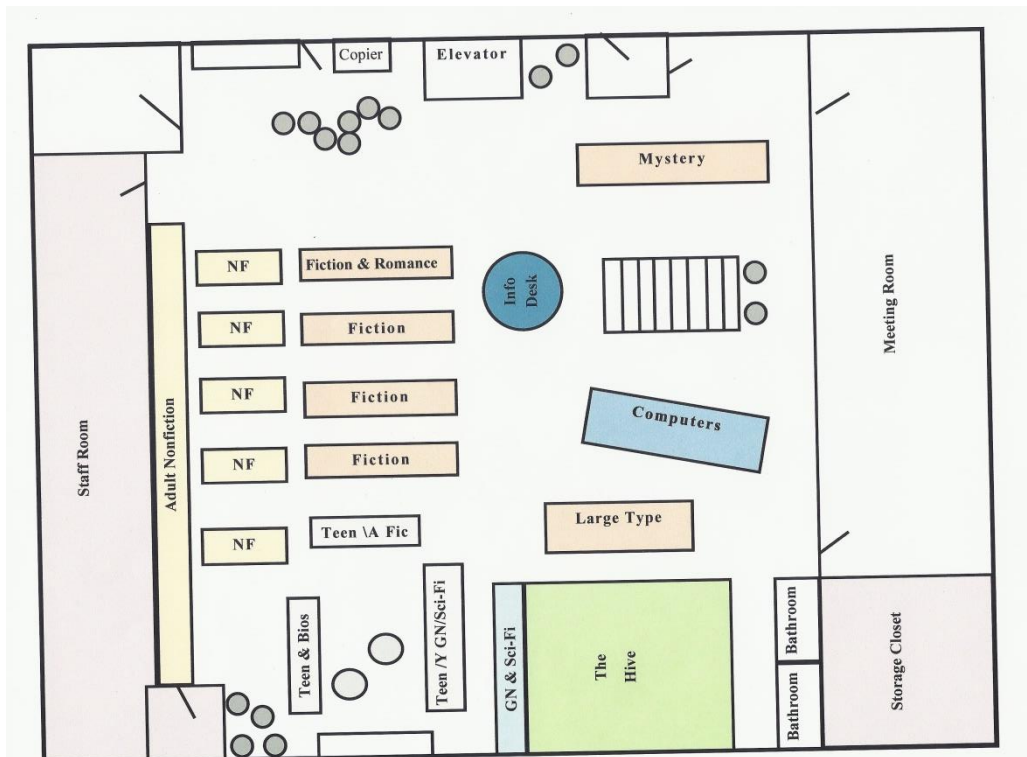 Copier
Elevator
Mystery
NF
Fiction & Romance
Info
Desk
NF
Fiction
Meeting Room
NF
Fiction
Computers
Adult Nonfiction
Staff Room
NF
Fiction
Large Type
NF
Teen \A Fic
Teen & Bios
Teen /Y GN/Sci-Fi
GN & Sci-Fi
The
Hive
Bathroom
Bathroom
Storage Closet